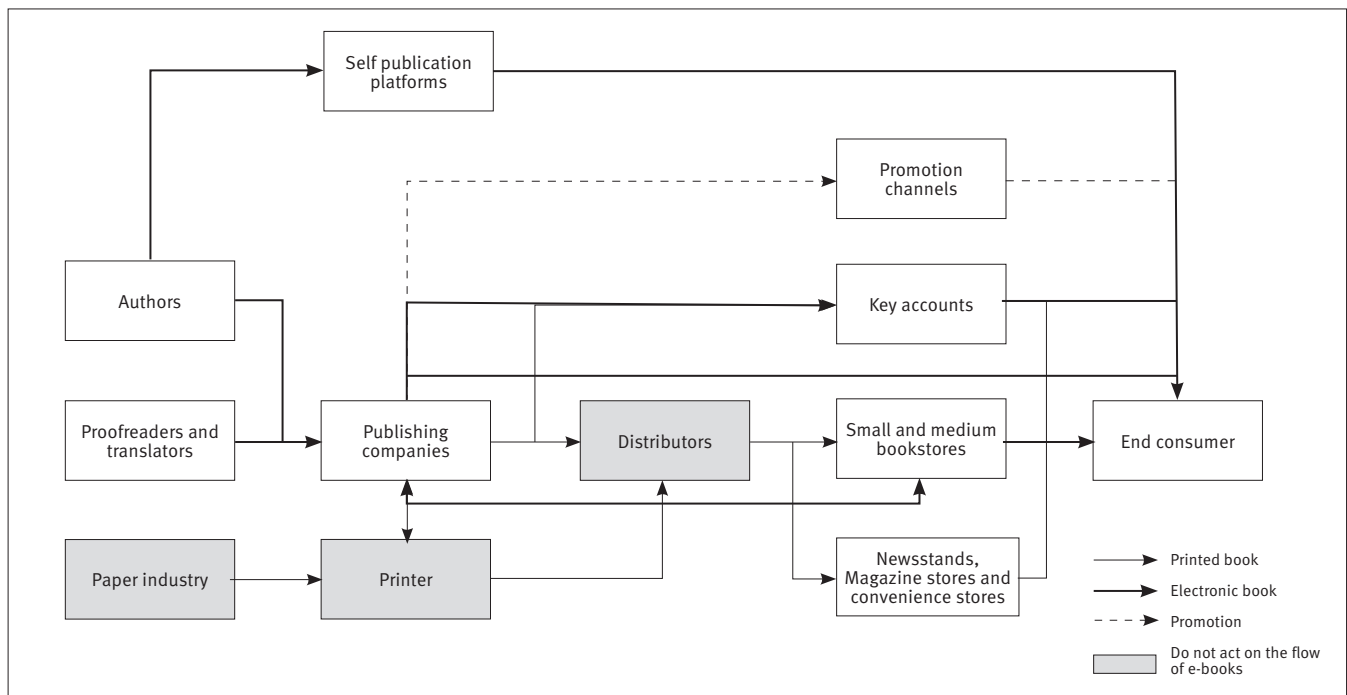 Self publication
platforms
Promotion
channels
Authors
Key accounts
Proofreaders and
translators
Publishing
companies
Distributors
Small and medium
bookstores
End consumer
Paper industry
Printer
Newsstands,
Magazine stores and
convenience stores
Printed book
Electronic book
Promotion
Do not act on the flow
of e-books